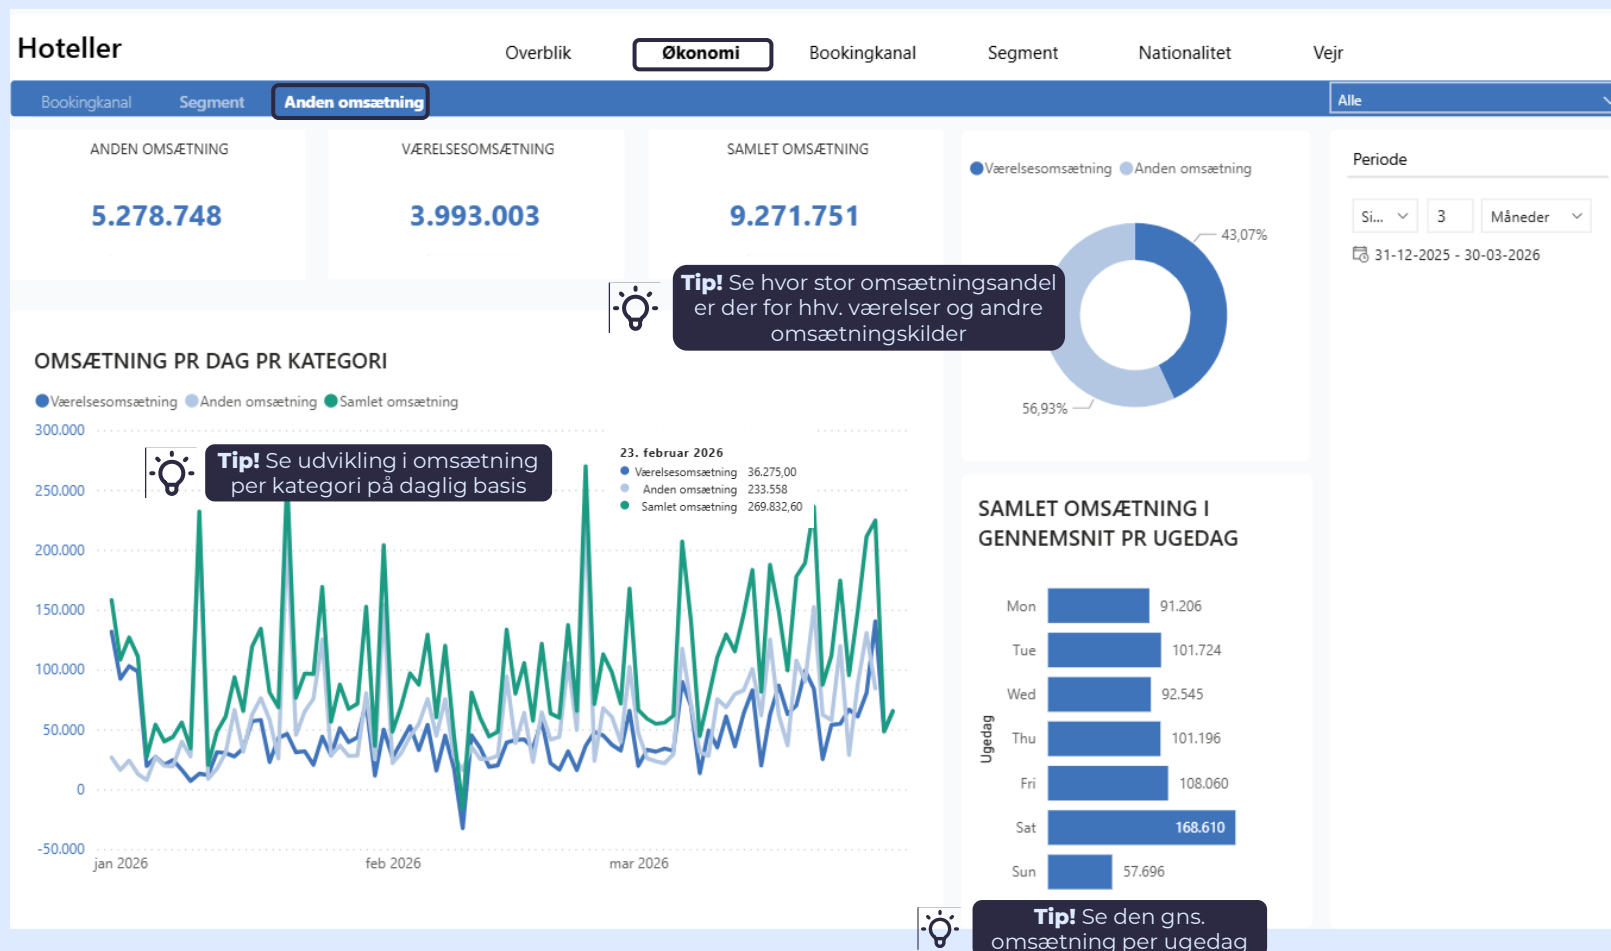 Hoteller
Overblik
Økonomi
Bookingkanal
Segment
Nationalitet
Vejr
Bookingkanal
Segment
Anden omsætning
Alle
ANDEN OMSÆTNING
5.278.748
VÆRELSESOMSÆTNING
3.993.003
SAMLET OMSÆTNING
9.271.751
Værelsesomsætning Anden omsætning
43,07%
56,93%
Periode
Si...
3
Måneder
31-12-2025 - 30-03-2026
Tip! Se hvor stor omsætningsandel
er der for hhv. værelser og andre
omsætningskilder
OMSÆTNING PR DAG PR KATEGORI
Værelsesomsætning Anden omsætning Samlet omsætning
300.000
250.000
200.000
150.000
100.000
50.000
0
-50.000
jan 2026
feb 2026
mar 2026
Tip! Se udvikling i omsætning
per kategori på daglig basis
23. februar 2026
Værelsesomsætning 36.275,00
Anden omsætning 233.558
Samlet omsætning 269.832,60
SAMLET OMSÆTNING I
GENNEMSNIT PR UGEDAG
Ugedag
Mon 91.206
Tue 101.724
Wed 92.545
Thu 101.196
Fri 108.060
Sat 168.610
Sun 57.696
Tip! Se den gns.
omsætning per ugedag